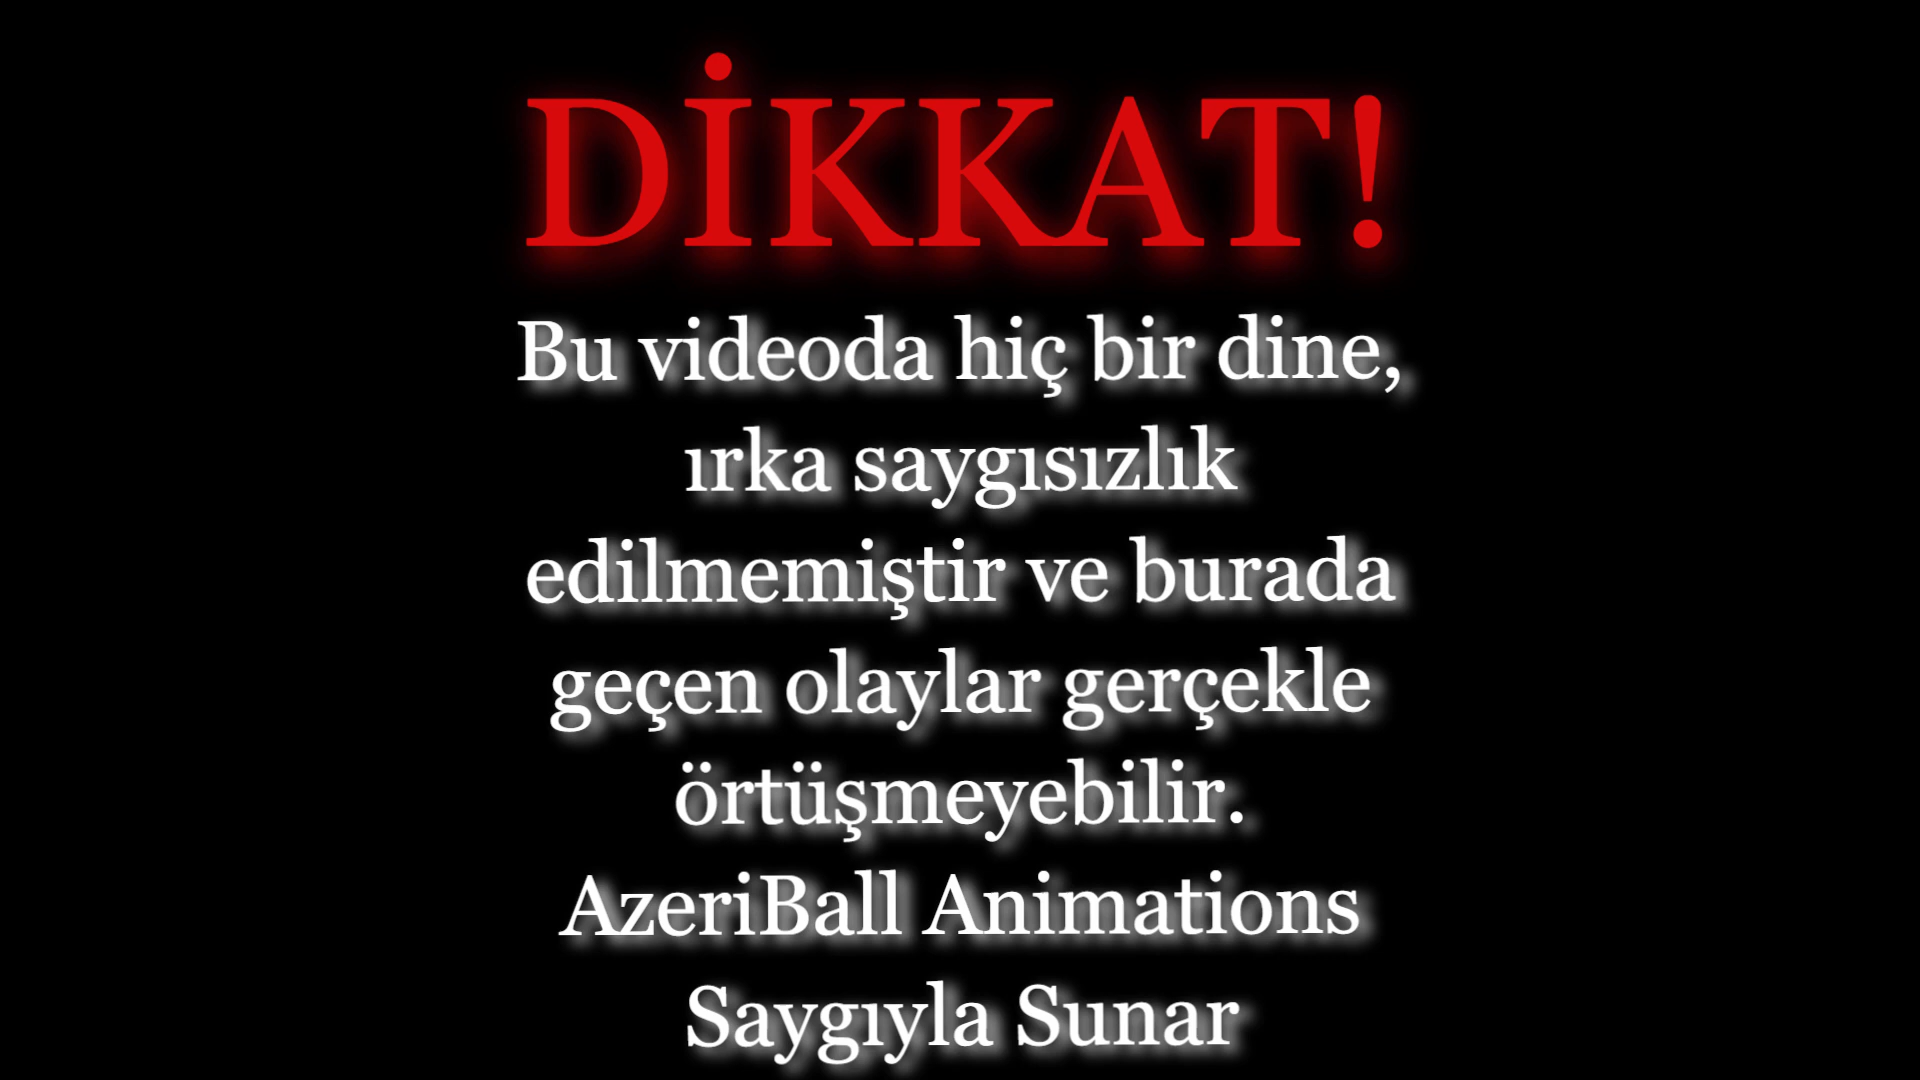 DİKKAT!
Bu videoda hiç bir dine,
ırka saygısızlık
edilmemiştir ve burada
geçen olaylar gerçekle
örtüşmeyebilir.
AzeriBall Animations
Saygıyla Sunar